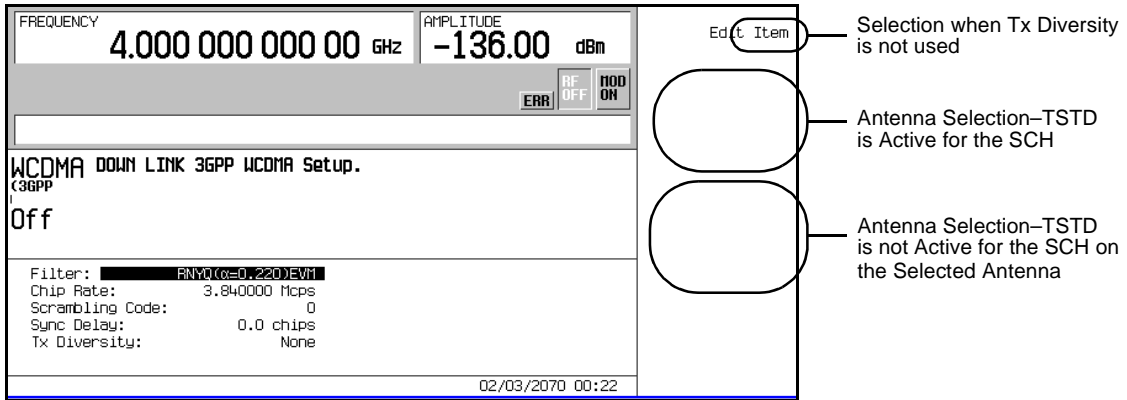 FREQUENCY
4.000 000 000 00 GHz
AMPLITUDE
-136.00 dBm
ERR
RF OFF
MOD ON
WCDMA DOWN LINK 3GPP WCDMA Setup.
(3GPP
Off
Filter: RNYQ(α=0.220)EVM
Chip Rate: 3.840000 Mcps
Scrambling Code: 0
Sync Delay: 0.0 chips
Tx Diversity: None
02/03/2070 00:22
Edit Item
Selection when Tx Diversity
is not used
Antenna Selection–TSTD
is Active for the SCH
Antenna Selection–TSTD
is not Active for the SCH on
the Selected Antenna